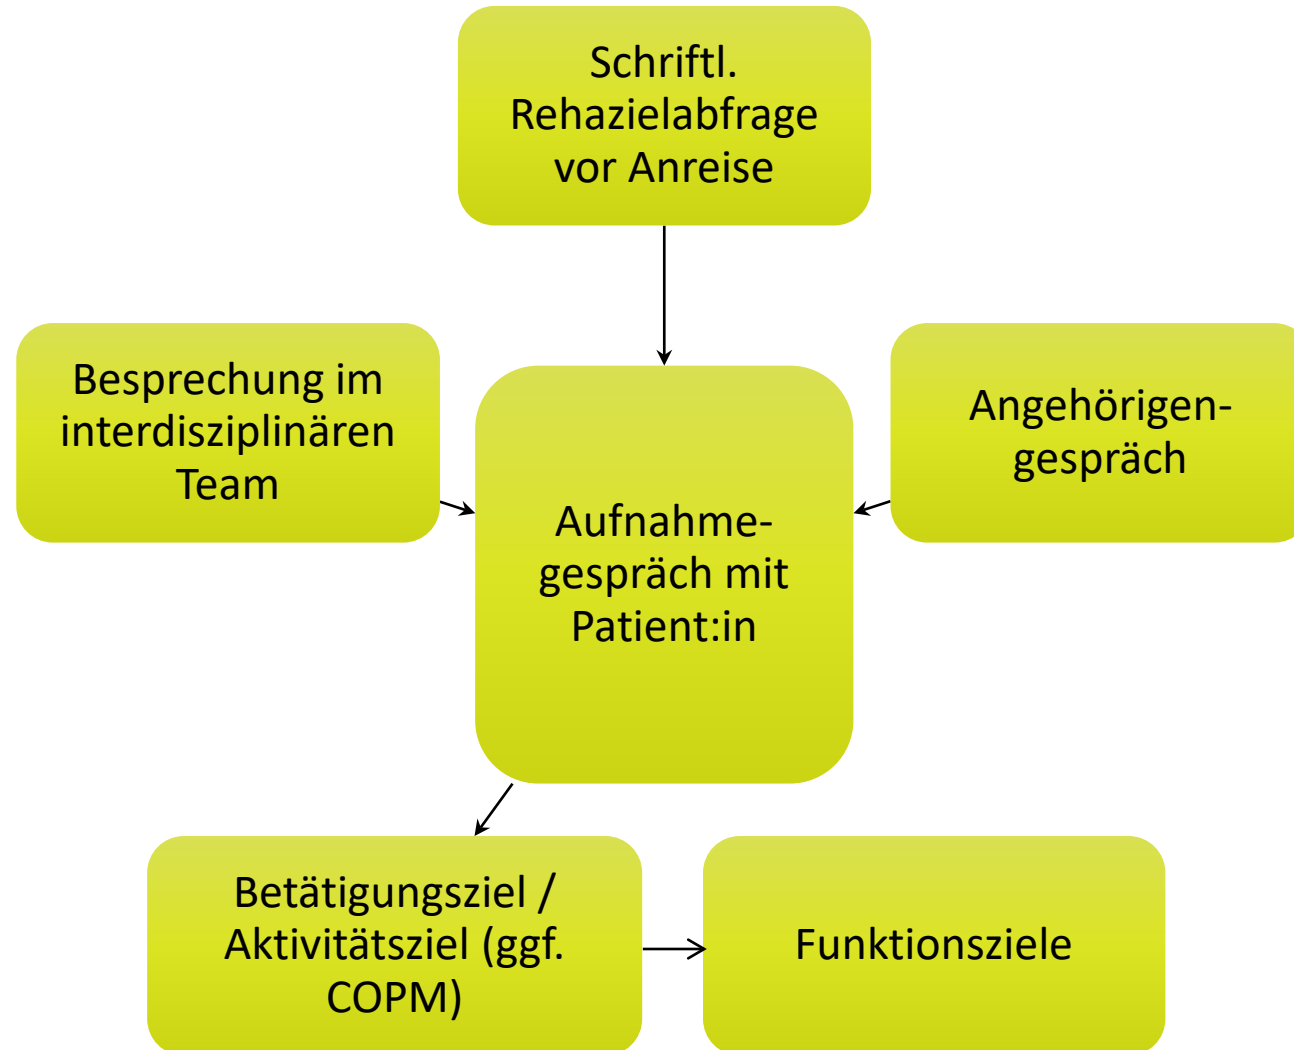 Schriftl.
Rehazielabfrage
vor Anreise
Besprechung im
interdisziplinären
Team
Angehörigen-
gespräch
Aufnahme-
gespräch mit
Patient:in
Betätigungsziel /
Aktivitätsziel (ggf.
COPM)
Funktionsziele